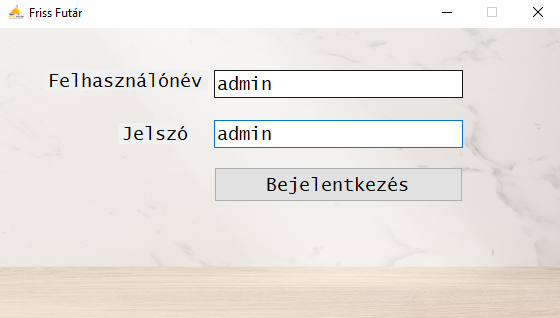 Friss Futár
Felhasználónév admin
Jelszó admin
Bejelentkezés